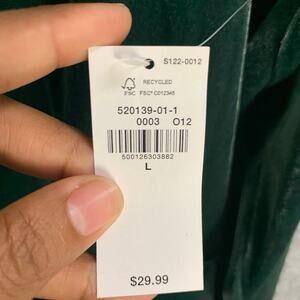 S122-0012
RECYCLED
FSC FSC® C012345
520139-01-1
0003 O12
500126303882
L
$29.99